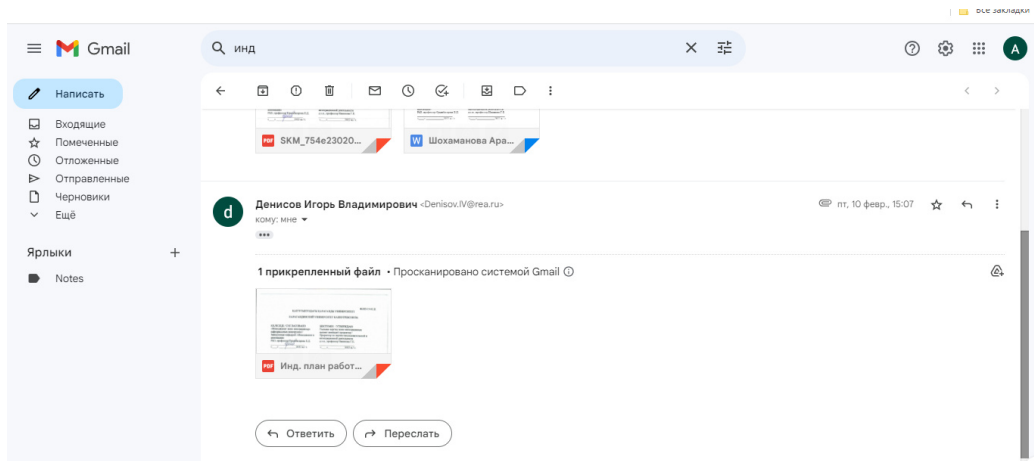 Все закладки
Gmail
инд
A
Написать
Входящие
Помеченные
Отложенные
Отправленные
Черновики
Ещё
Ярлыки
Notes
PDF SKM_754e23020...
W Шохаманова Ара...
d
Денисов Игорь Владимирович <Denisov.IV@rea.ru>
пт, 10 февр., 15:07
кому: мне
1 прикрепленный файл • Просканировано системой Gmail
PDF Инд. план работ...
Ответить
Переслать